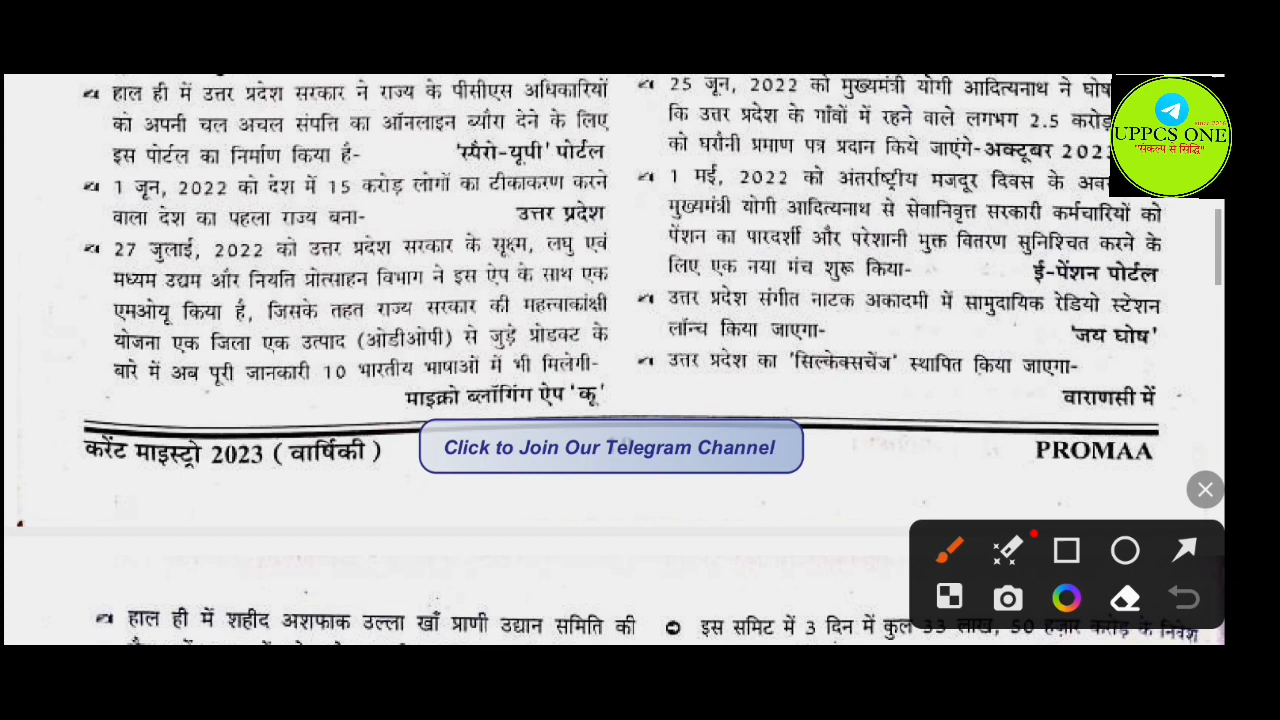 हाल ही में उत्तर प्रदेश सरकार ने राज्य के पीसीएस अधिकारियों
को अपनी चल अचल संपत्ति का ऑनलाइन ब्यौरा देने के लिए
इस पोर्टल का निर्माण किया है- 'स्पैरो-यूपी' पोर्टल
1 जून, 2022 को देश में 15 करोड़ लोगों का टीकाकरण करने
वाला देश का पहला राज्य बना- उत्तर प्रदेश
27 जुलाई, 2022 को उत्तर प्रदेश सरकार के सूक्ष्म, लघु एवं
मध्यम उद्यम और नियति प्रोत्साहन विभाग ने इस ऐप के साथ एक
एमओयू किया है, जिसके तहत राज्य सरकार की महत्त्वाकांक्षी
योजना एक जिला एक उत्पाद (ओडीओपी) से जुड़े प्रोडक्ट के
बारे में अब पूरी जानकारी 10 भारतीय भाषाओं में भी मिलेगी-
माइक्रो ब्लॉगिंग ऐप 'कू'
25 जून, 2022 को मुख्यमंत्री योगी आदित्यनाथ ने
कि उत्तर प्रदेश के गाँवों में रहने वाले लगभग 2.5 करोड़
को घरौनी प्रमाण पत्र प्रदान किये जाएंगे-अक्टूबर
1 मई, 2022 को अंतर्राष्ट्रीय मजदूर दिवस के
मुख्यमंत्री योगी आदित्यनाथ से सेवानिवृत्त सरकारी कर्मचारियों को
पेंशन का पारदर्शी और परेशानी मुक्त वितरण सुनिश्चित करने के
लिए एक नया मंच शुरू किया- ई-पेंशन पोर्टल
उत्तर प्रदेश संगीत नाटक अकादमी में सामुदायिक रेडियो स्टेशन
लॉन्च किया जाएगा- 'जय घोष'
उत्तर प्रदेश का 'सिल्केक्सचेंज' स्थापित किया जाएगा-
वाराणसी में
UPPCS ONE
"संकल्प से सिद्धि"
करेंट माइस्ट्रो 2023 (वार्षिकी)
Click to Join Our Telegram Channel
PROMAA
हाल ही में शहीद अशफाक उल्ला खाँ प्राणी उद्यान समिति की
इस समिट में 3 दिन में कुल 33 लाख, 50 हज़ार करोड़ के निवेश